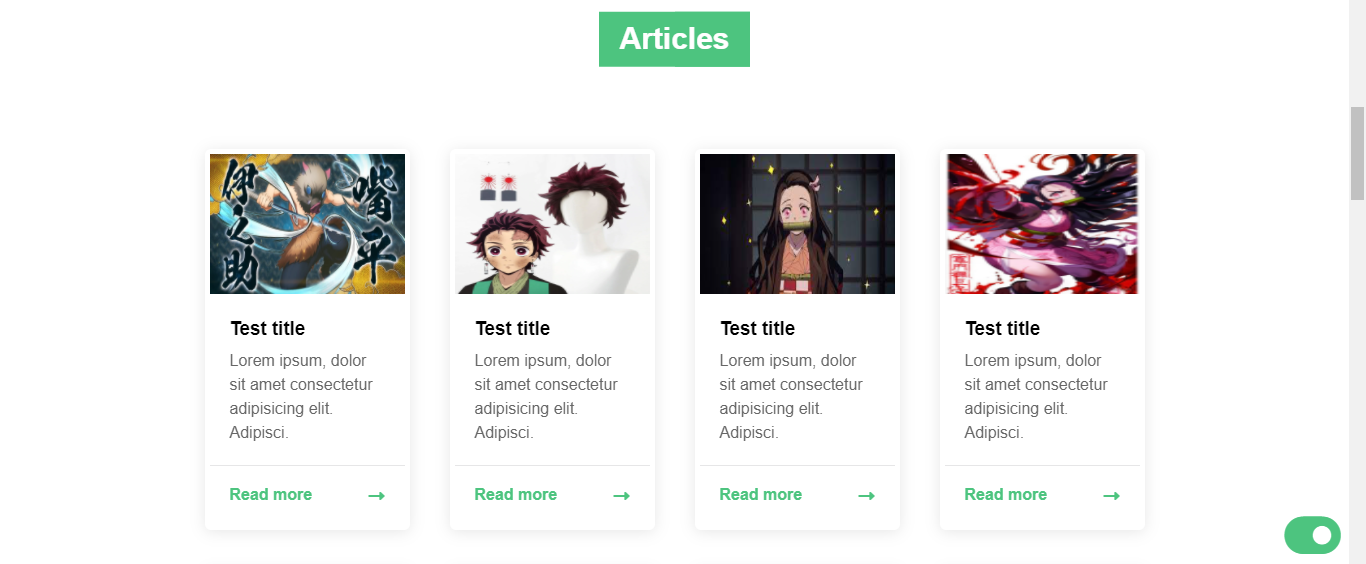 Articles
伊之助
嘴平
Test title
Lorem ipsum, dolor
sit amet consectetur
adipisicing elit.
Adipisci.
Read more →
Test title
Lorem ipsum, dolor
sit amet consectetur
adipisicing elit.
Adipisci.
Read more →
Test title
Lorem ipsum, dolor
sit amet consectetur
adipisicing elit.
Adipisci.
Read more →
Test title
Lorem ipsum, dolor
sit amet consectetur
adipisicing elit.
Adipisci.
Read more →